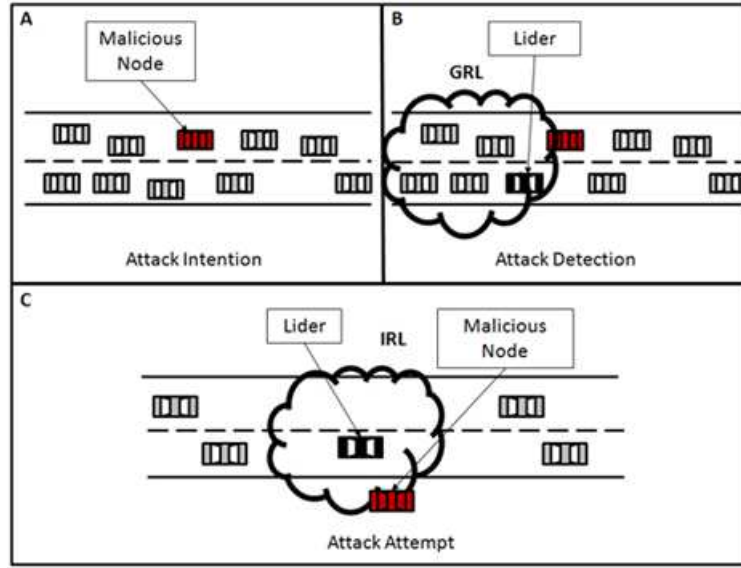 A
Malicious
Node
Attack Intention
B
Lider
GRL
Attack Detection
C
Lider
IRL
Malicious
Node
Attack Attempt